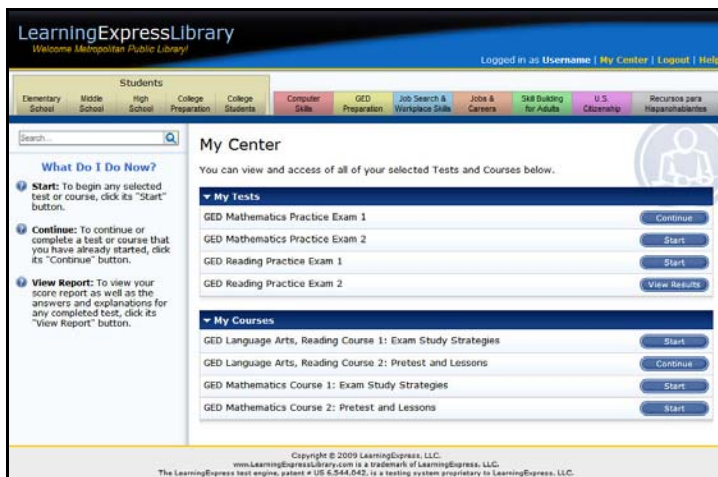 LearningExpressLibrary
Welcome Metropolitan Public Library!
Logged in as Username | My Center | Logout | Help
Students
Elementary School
Middle School
High School
College Preparation
College Students
Computer Skills
GED Preparation
Job Search & Workplace Skills
Jobs & Careers
Skill Building for Adults
U.S. Citizenship
Recursos para Hispanohablantes
Search...
What Do I Do Now?
Start: To begin any selected
test or course, click its "Start"
button.
Continue: To continue or
complete a test or course that
you have already started, click
its "Continue" button.
View Report: To view your
score report as well as the
answers and explanations for
any completed test, click its
"View Report" button.
My Center
You can view and access of all of your selected Tests and Courses below.
My Tests
GED Mathematics Practice Exam 1 Continue
GED Mathematics Practice Exam 2 Start
GED Reading Practice Exam 1 Start
GED Reading Practice Exam 2 View Results
My Courses
GED Language Arts, Reading Course 1: Exam Study Strategies Start
GED Language Arts, Reading Course 2: Pretest and Lessons Continue
GED Mathematics Course 1: Exam Study Strategies Start
GED Mathematics Course 2: Pretest and Lessons Start
Copyright © 2009 LearningExpress, LLC.
www.LearningExpressLibrary.com is a trademark of LearningExpress, LLC.
The LearningExpress test engine, patent # US 6,544,042, is a testing system proprietary to LearningExpress, LLC.